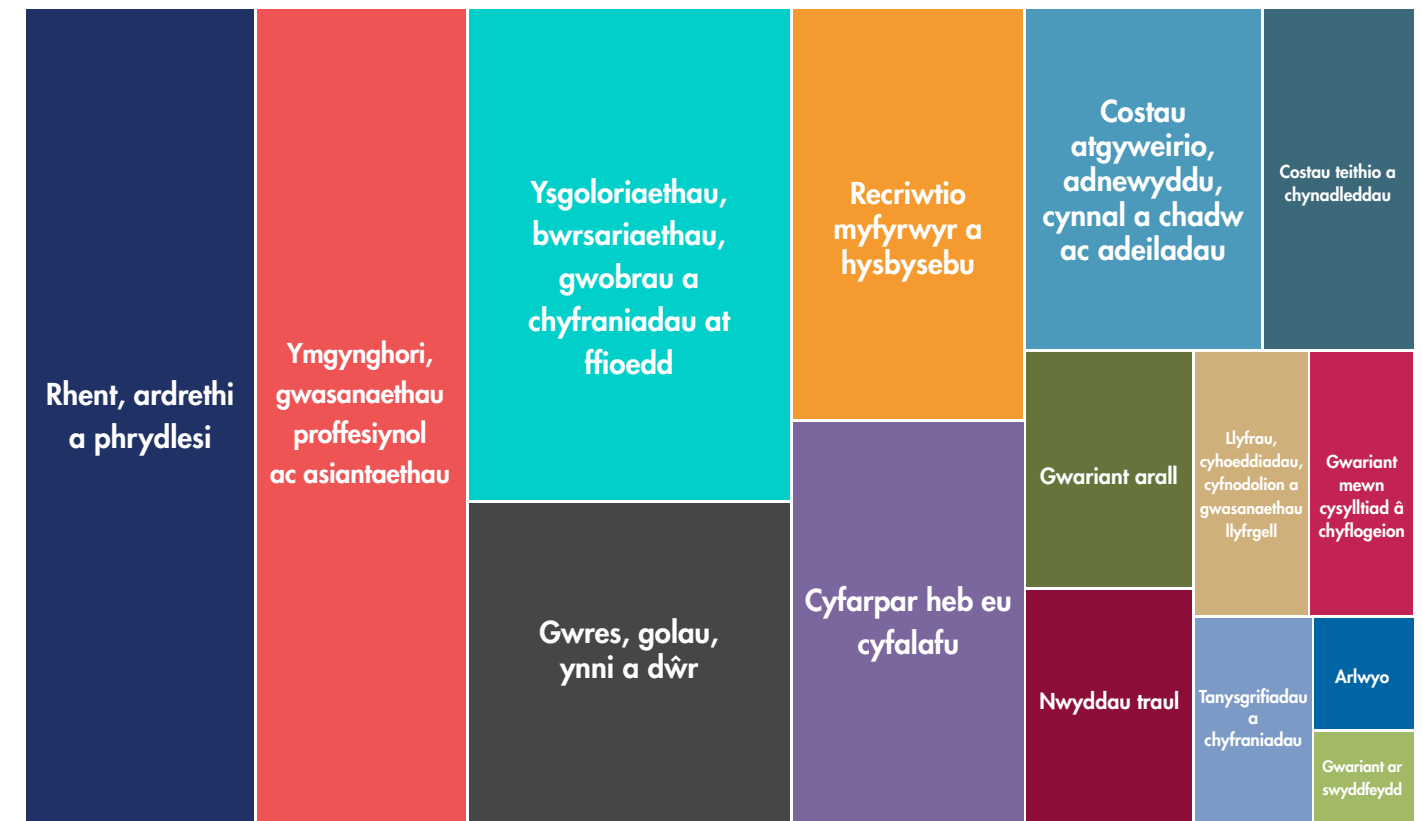 Rhent, ardrethi
a phrydlesi
Ymgynghori,
gwasanaethau
proffesiynol
ac asiantaethau
Ysgoloriaethau,
bwrsariaethau,
gwobrau a
chyfraniadau at
ffioedd
Gwres, golau,
ynni a dŵr
Recriwtio
myfyrwyr a
hysbysebu
Cyfarpar heb eu
cyfalafu
Costau
atgyweirio,
adnewyddu,
cynnal a chadw
ac adeiladau
Costau teithio a
chynadleddau
Gwariant arall
Nwyddau traul
Llyfrau,
cyhoeddiadau,
cyfnodolion a
gwasanaethau
llyfrgell
Gwariant
mewn
cysylltiad â
chyflogeion
Tanysgrifiadau
a
chyfraniadau
Arlwyo
Gwariant ar
swyddfeydd